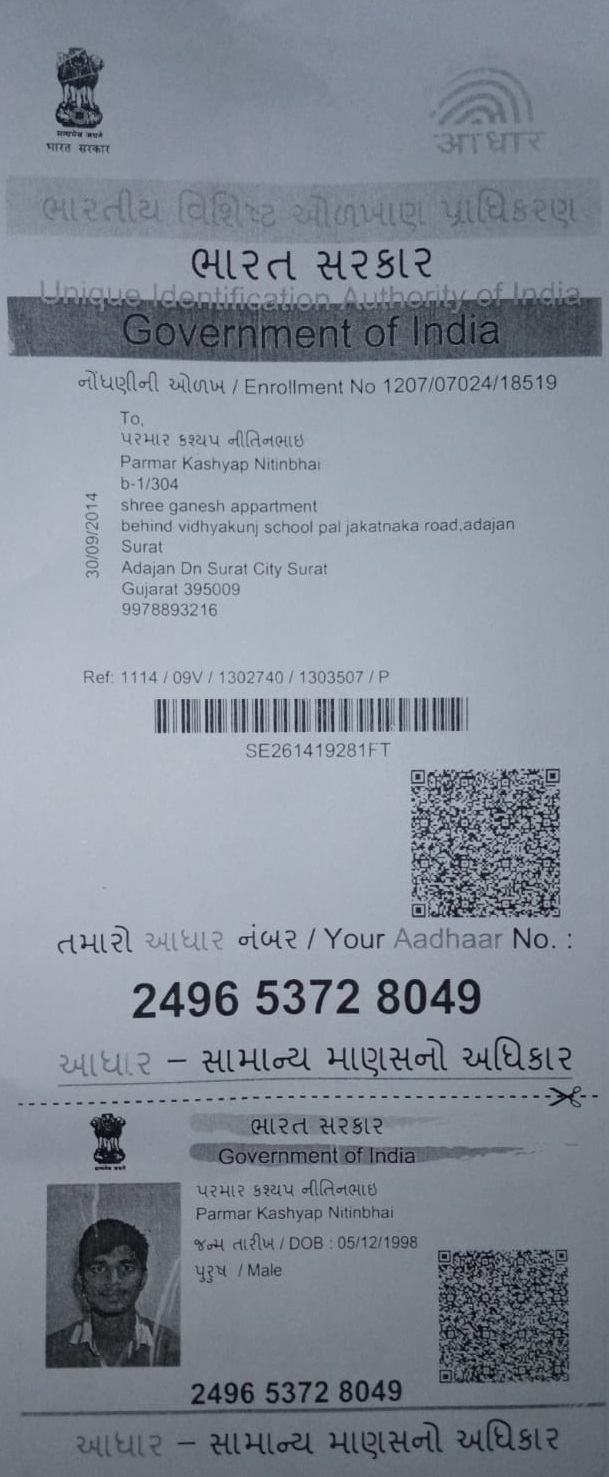 सत्यमेव जयते
भारत सरकार
आधार
ભારતીય વિશિષ્ટ ઓળખાણ પ્રાધિકરણ
ભારત સરકાર
Unique Identification Authority of India
Government of India
નોંધણીની ઓળખ / Enrollment No 1207/07024/18519
To,
પરમાર કશ્યપ નીતિનભાઇ
Parmar Kashyap Nitinbhai
b-1/304
shree ganesh appartment
behind vidhyakunj school pal jakatnaka road,adajan
Surat
Adajan Dn Surat City Surat
Gujarat 395009
9978893216
30/09/2014
Ref: 1114 / 09V / 1302740 / 1303507 / P
SE261419281FT
તમારો આધાર નંબર / Your Aadhaar No. :
2496 5372 8049
આધાર – સામાન્ય માણસનો અધિકાર
ભારત સરકાર
Government of India
પરમાર કશ્યપ નીતિનભાઇ
Parmar Kashyap Nitinbhai
જન્મ તારીખ / DOB : 05/12/1998
પુરુષ / Male
2496 5372 8049
આધાર – સામાન્ય માણસનો અધિકાર